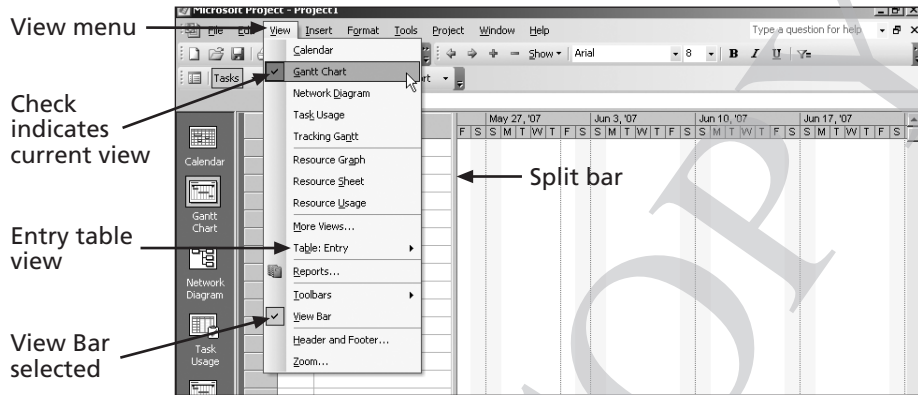 Microsoft Project - Project1
View menu
File Edit View Insert Format Tools Project Window Help
Type a question for help
Show Arial 8 B I U
Tasks
Calendar
Gantt Chart
Network Diagram
Task Usage
Tracking Gantt
Resource Graph
Resource Sheet
Resource Usage
More Views...
Table: Entry
Reports...
Toolbars
View Bar
Header and Footer...
Zoom...
Check
indicates
current view
Entry table
view
View Bar
selected
Calendar
Gantt
Chart
Network
Diagram
Task
Usage
May 27, '07 Jun 3, '07 Jun 10, '07 Jun 17, '07
F S S M T W T F S S M T W T F S S M T W T F S S M T W T F S
Split bar
COPY